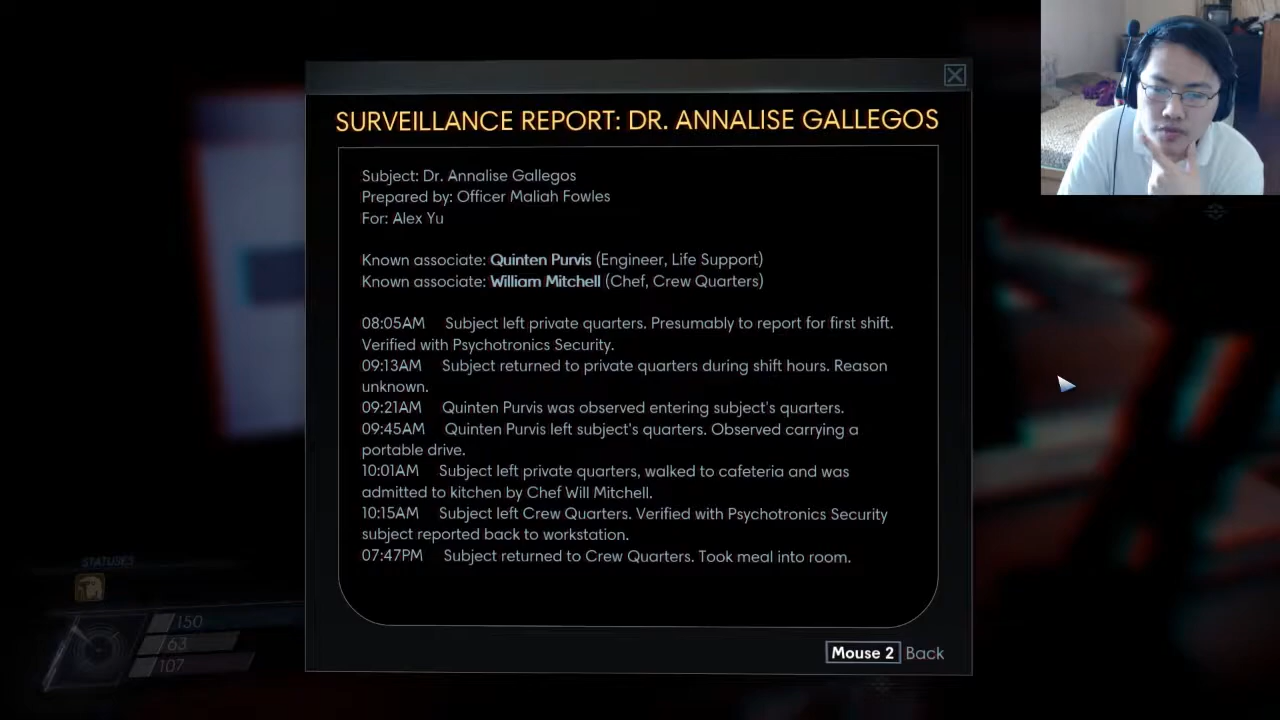 SURVEILLANCE REPORT: DR. ANNALISE GALLEGOS
Subject: Dr. Annalise Gallegos
Prepared by: Officer Maliah Fowles
For: Alex Yu
Known associate: Quinten Purvis (Engineer, Life Support)
Known associate: William Mitchell (Chef, Crew Quarters)
08:05AM Subject left private quarters. Presumably to report for first shift.
Verified with Psychotronics Security.
09:13AM Subject returned to private quarters during shift hours. Reason
unknown.
09:21AM Quinten Purvis was observed entering subject's quarters.
09:45AM Quinten Purvis left subject's quarters. Observed carrying a
portable drive.
10:01AM Subject left private quarters, walked to cafeteria and was
admitted to kitchen by Chef Will Mitchell.
10:15AM Subject left Crew Quarters. Verified with Psychotronics Security
subject reported back to workstation.
07:47PM Subject returned to Crew Quarters. Took meal into room.
STATUSES
150
63
107
Mouse 2 Back